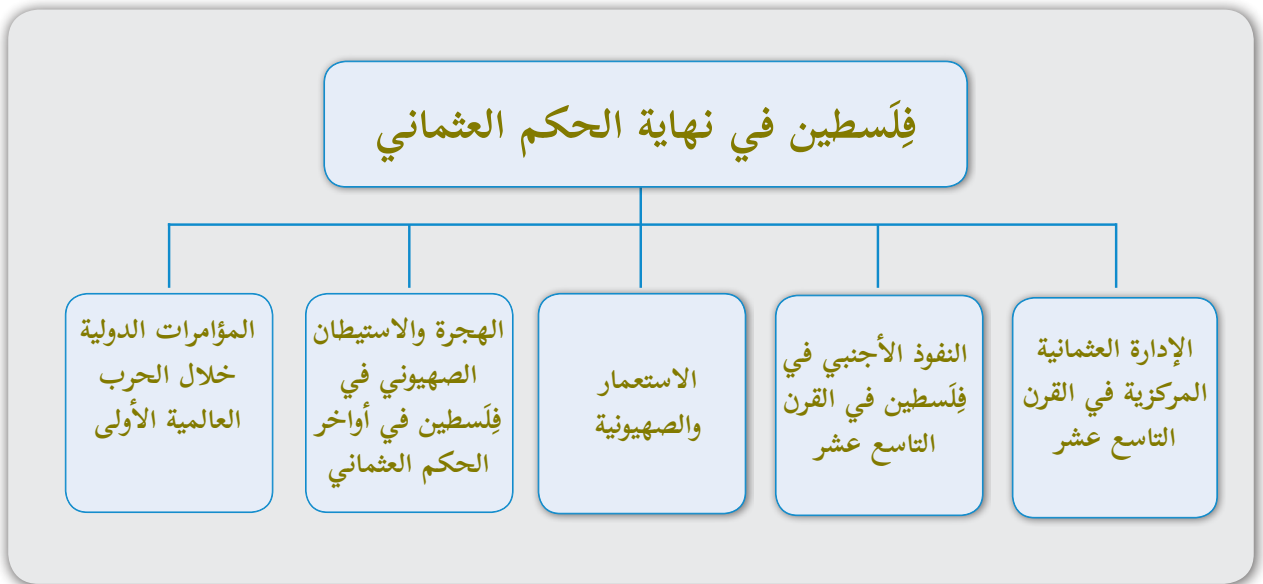 فِلَسطين في نهاية الحكم العثماني
الإدارة العثمانية
المركزية في القرن
التاسع عشر
النفوذ الأجنبي في
فِلَسطين في القرن
التاسع عشر
الاستعمار
والصهيونية
الهجرة والاستيطان
الصهيوني في
فِلَسطين في أواخر
الحكم العثماني
المؤامرات الدولية
خلال الحرب
العالمية الأولى